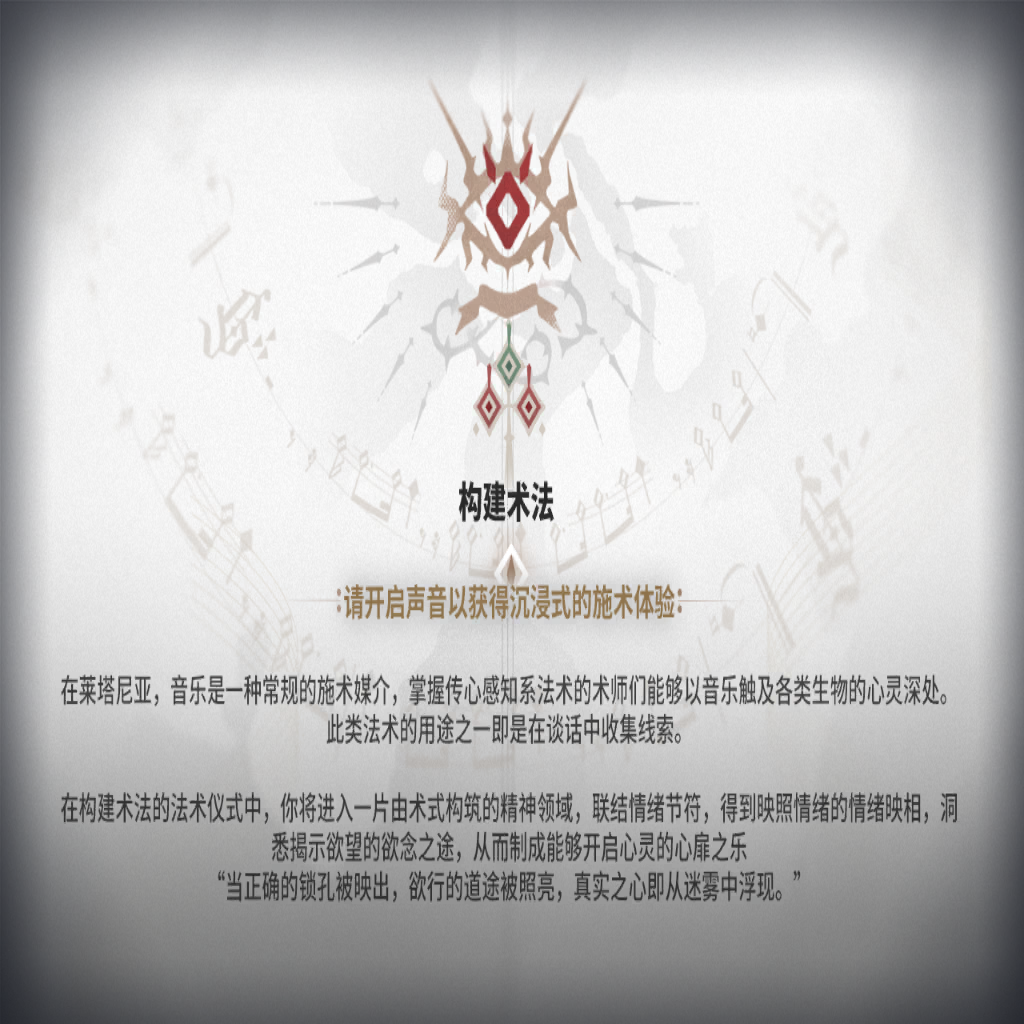 构建术法
:请开启声音以获得沉浸式的施术体验:
在莱塔尼亚，音乐是一种常规的施术媒介，掌握传心感知系法术的术师们能够以音乐触及各类生物的心灵深处。
此类法术的用途之一即是在谈话中收集线索。
在构建术法的法术仪式中，你将进入一片由术式构筑的精神领域，联结情绪节符，得到映照情绪的情绪映相，洞
悉揭示欲望的欲念之途，从而制成能够开启心灵的心扉之乐
“当正确的锁孔被映出，欲行的道途被照亮，真实之心即从迷雾中浮现。”